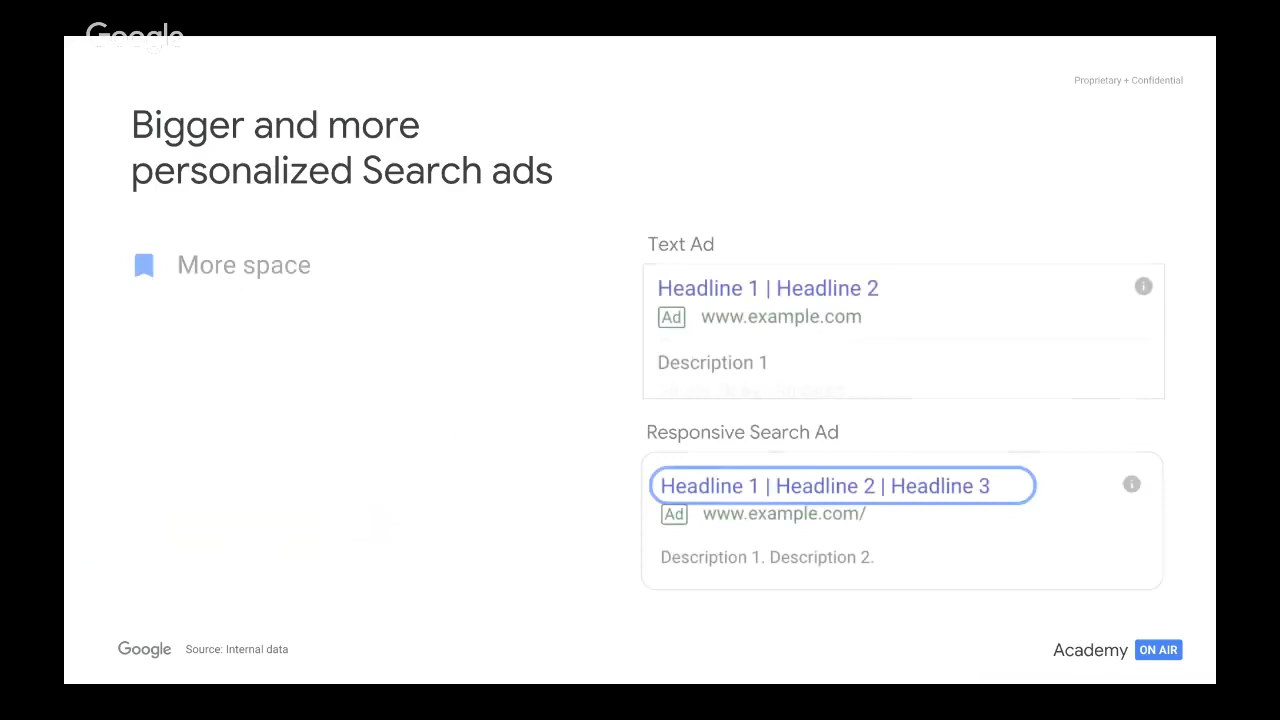 Google
Proprietary + Confidential
Bigger and more
personalized Search ads
More space
Text Ad
Headline 1 | Headline 2
Ad www.example.com
Description 1
Responsive Search Ad
Headline 1 | Headline 2 | Headline 3
Ad www.example.com/
Description 1. Description 2.
Google Source: Internal data
Academy ON AIR